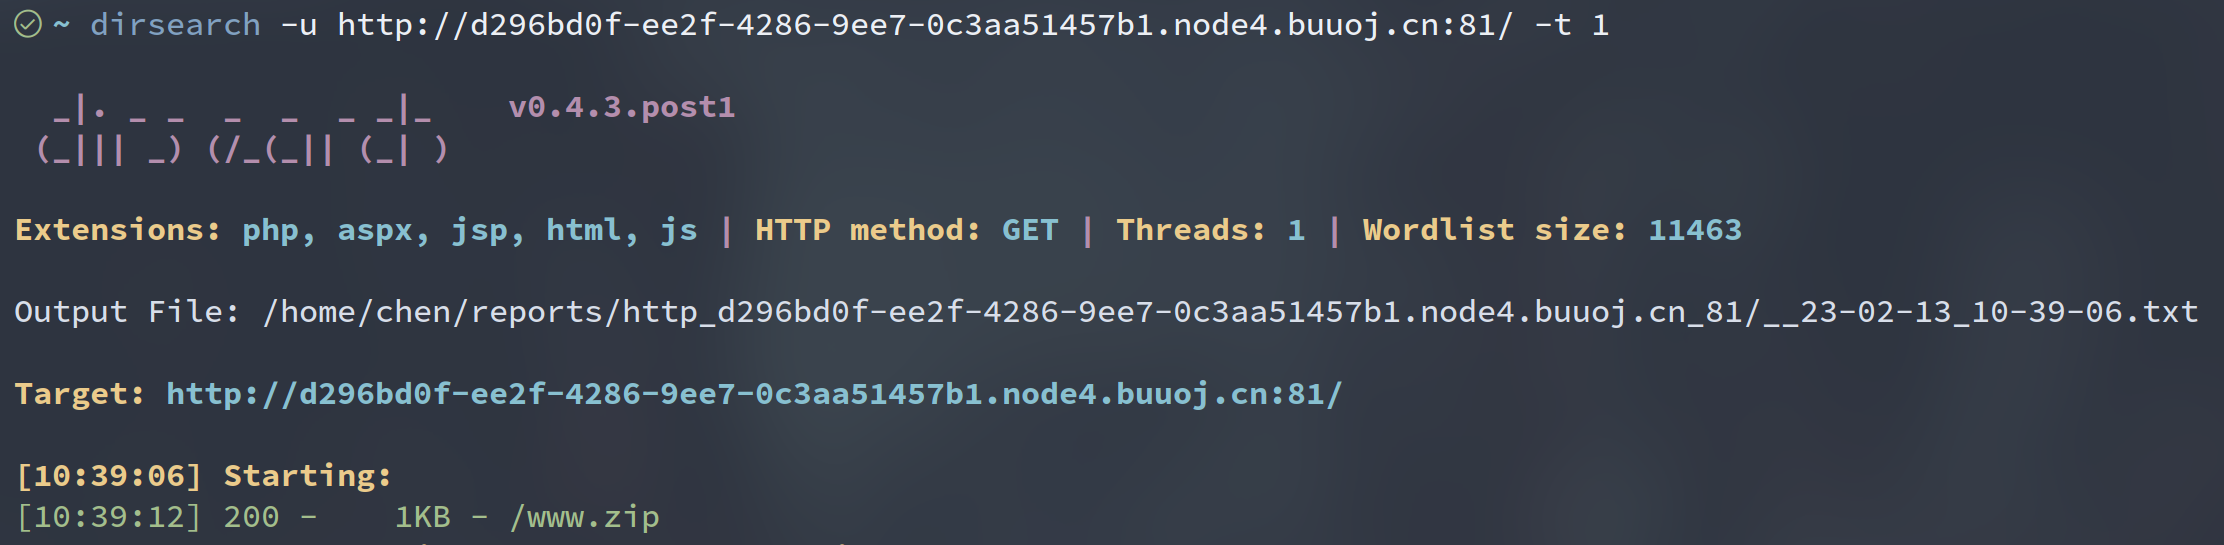 ~ dirsearch -u http://d296bd0f-ee2f-4286-9ee7-0c3aa51457b1.node4.buuoj.cn:81/ -t 1
  _|. _ _  _  _  _ _|_    v0.4.3.post1
 (_||| _) (/_(_|| (_| )
Extensions: php, aspx, jsp, html, js | HTTP method: GET | Threads: 1 | Wordlist size: 11463
Output File: /home/chen/reports/http_d296bd0f-ee2f-4286-9ee7-0c3aa51457b1.node4.buuoj.cn_81/__23-02-13_10-39-06.txt
Target: http://d296bd0f-ee2f-4286-9ee7-0c3aa51457b1.node4.buuoj.cn:81/
[10:39:06] Starting:
[10:39:12] 200 -    1KB - /www.zip